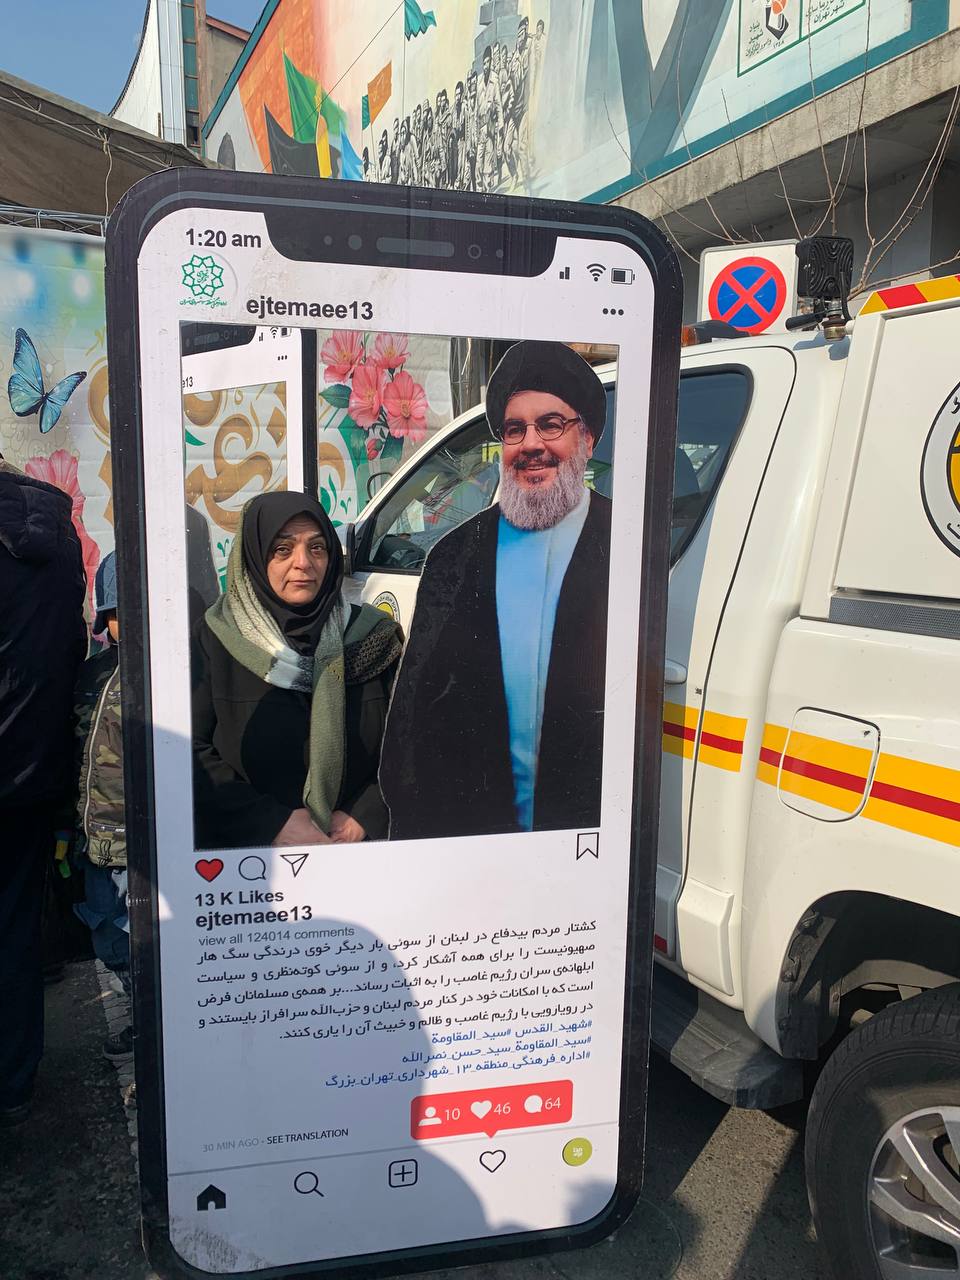 1:20 am
ejtemaee13
13 K Likes
ejtemaee13
view all 124014 comments
کشتار مردم بیدفاع در لبنان از سوئی بار دیگر خوی درندگی سگ هار
صهیونیست را برای همه آشکار کرد، و از سوئی کوته‌نظری و سیاست
ابلهانه‌ی سران رژیم غاصب را به اثبات رساند...بر همه‌ی مسلمانان فرض
است که با امکانات خود در کنار مردم لبنان و حزب‌الله سرافراز بایستند و
در رویارویی با رژیم غاصب و ظالم و خبیث آن را یاری کنند.
#شهید_القدس #سید_المقاومة
#سید_المقاومة_سید_حسن_نصرالله
#اداره_فرهنگی_منطقه_۱۳_شهرداری_تهران_بزرگ
10 46 64
30 MIN AGO - SEE TRANSLATION